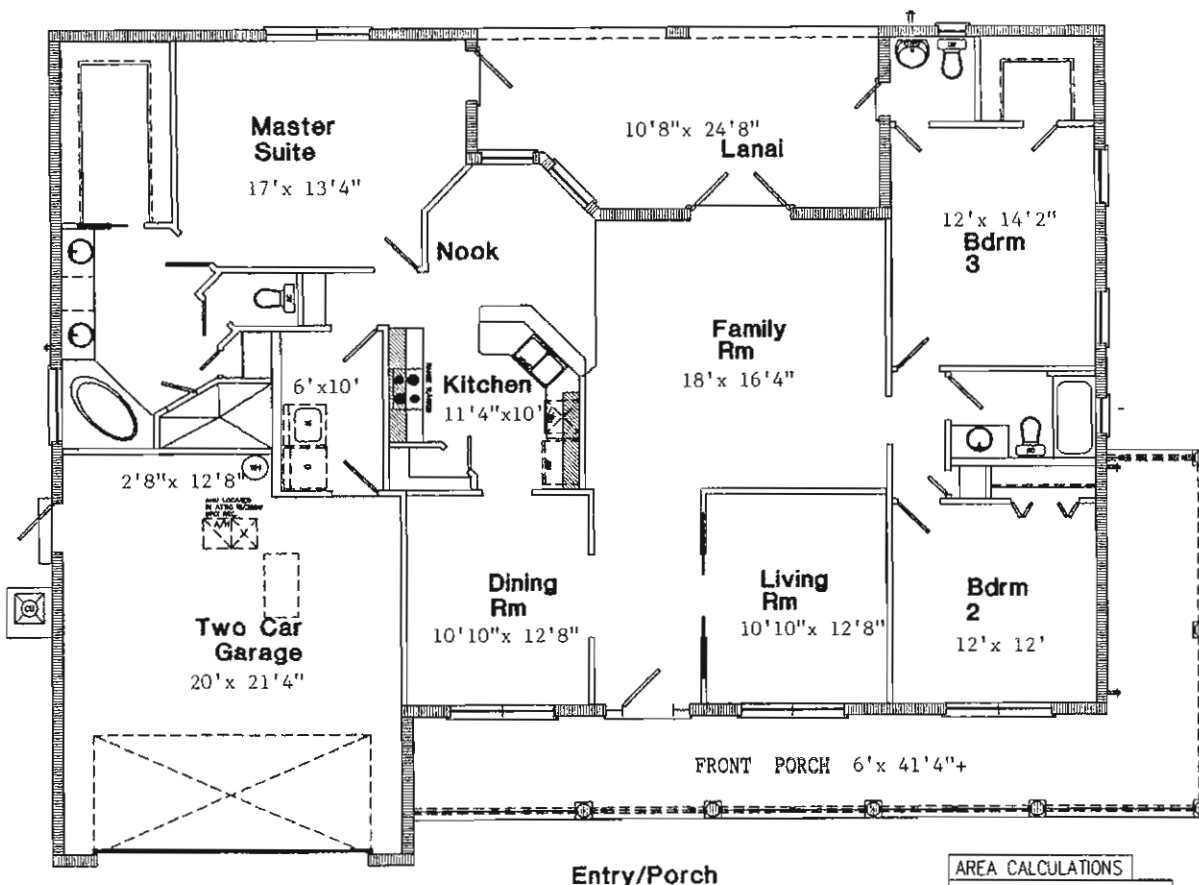 Master
Suite
17'x 13'4"
10'8"x 24'8"
Lanai
12'x 14'2"
Bdrm
3
Nook
Family
Rm
18'x 16'4"
6'x10'
Kitchen
11'4"x10'
2'8"x 12'8"
WH
A/H
Dining
Rm
10'10"x 12'8"
Living
Rm
10'10"x 12'8"
Bdrm
2
12'x 12'
Two Car
Garage
20'x 21'4"
FRONT PORCH 6'x 41'4"+
Entry/Porch
AREA CALCULATIONS